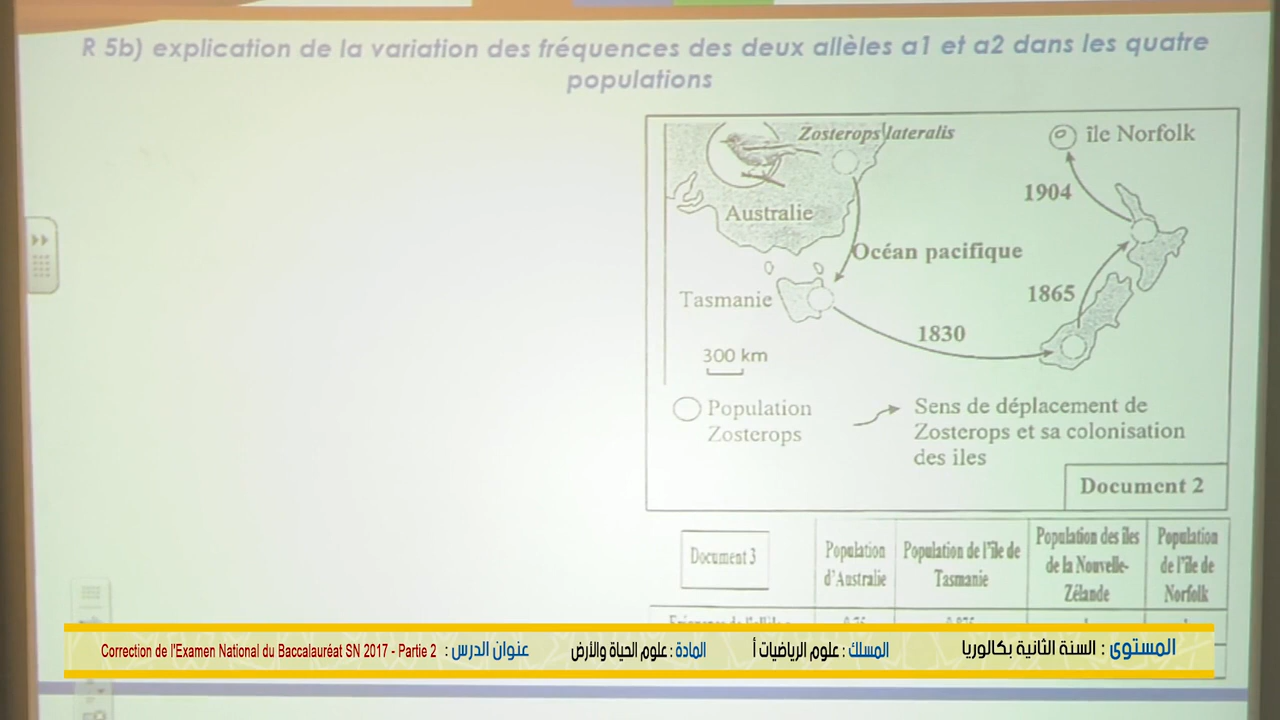 R 5b) explication de la variation des fréquences des deux allèles a1 et a2 dans les quatre
populations
Zosterops lateralis
île Norfolk
1904
Australie
Océan pacifique
Tasmanie
1865
1830
300 km
Population
Zosterops
Sens de déplacement de
Zosterops et sa colonisation
des iles
Document 2
Document 3
Population
d'Australie
Population de l'île de
Tasmanie
Population des îles
de la Nouvelle-
Zélande
Population
de l'île de
Norfolk
المستوى : السنة الثانية بكالوريا
المسلك : علوم الرياضيات أ
المادة : علوم الحياة والأرض
عنوان الدرس : Correction de l'Examen National du Baccalauréat SN 2017 - Partie 2